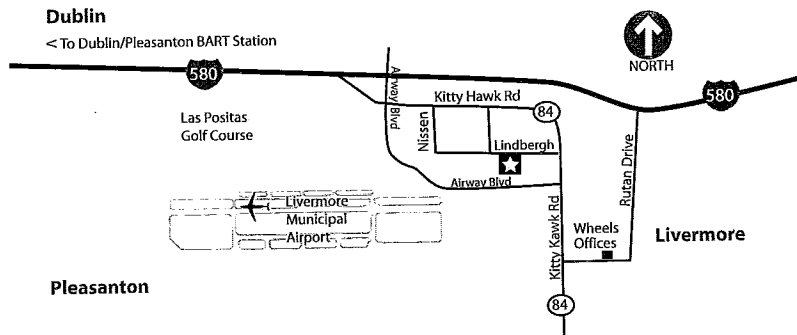 Dublin
< To Dublin/Pleasanton BART Station
NORTH
580
580
Airway Blvd
Kitty Hawk Rd
84
Las Positas
Golf Course
Nissen
Lindbergh
Rutan Drive
Airway Blvd
Livermore
Municipal
Airport
Kitty Kawk Rd
Wheels
Offices
Livermore
Pleasanton
84